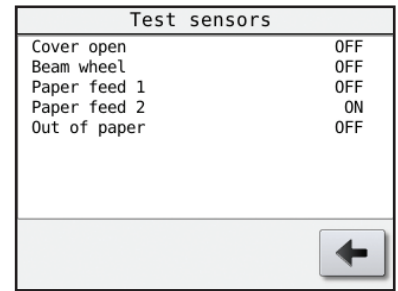 Test sensors
Cover open OFF
Beam wheel OFF
Paper feed 1 OFF
Paper feed 2 ON
Out of paper OFF